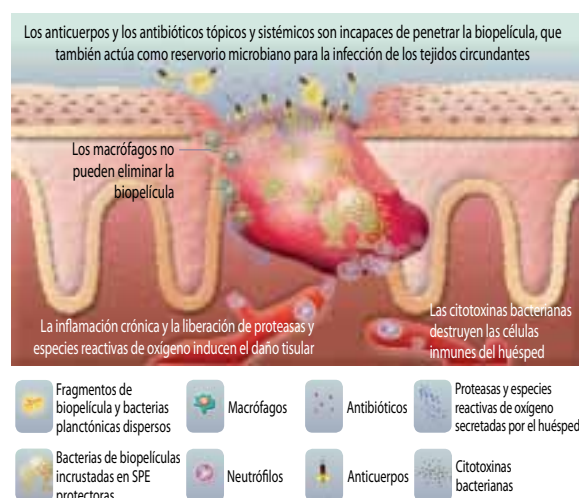 Los anticuerpos y los antibióticos tópicos y sistémicos son incapaces de penetrar la biopelícula, que
también actúa como reservorio microbiano para la infección de los tejidos circundantes
Los macrófagos no
pueden eliminar la
biopelícula
La inflamación crónica y la liberación de proteasas y
especies reactivas de oxígeno inducen el daño tisular
Las citotoxinas bacterianas
destruyen las células
inmunes del huésped
Fragmentos de
biopelícula y bacterias
planctónicas dispersos
Macrófagos
Antibióticos
Proteasas y especies
reactivas de oxígeno
secretadas por el huésped
Bacterias de biopelículas
incrustadas en SPE
protectoras
Neutrófilos
Anticuerpos
Citotoxinas
bacterianas